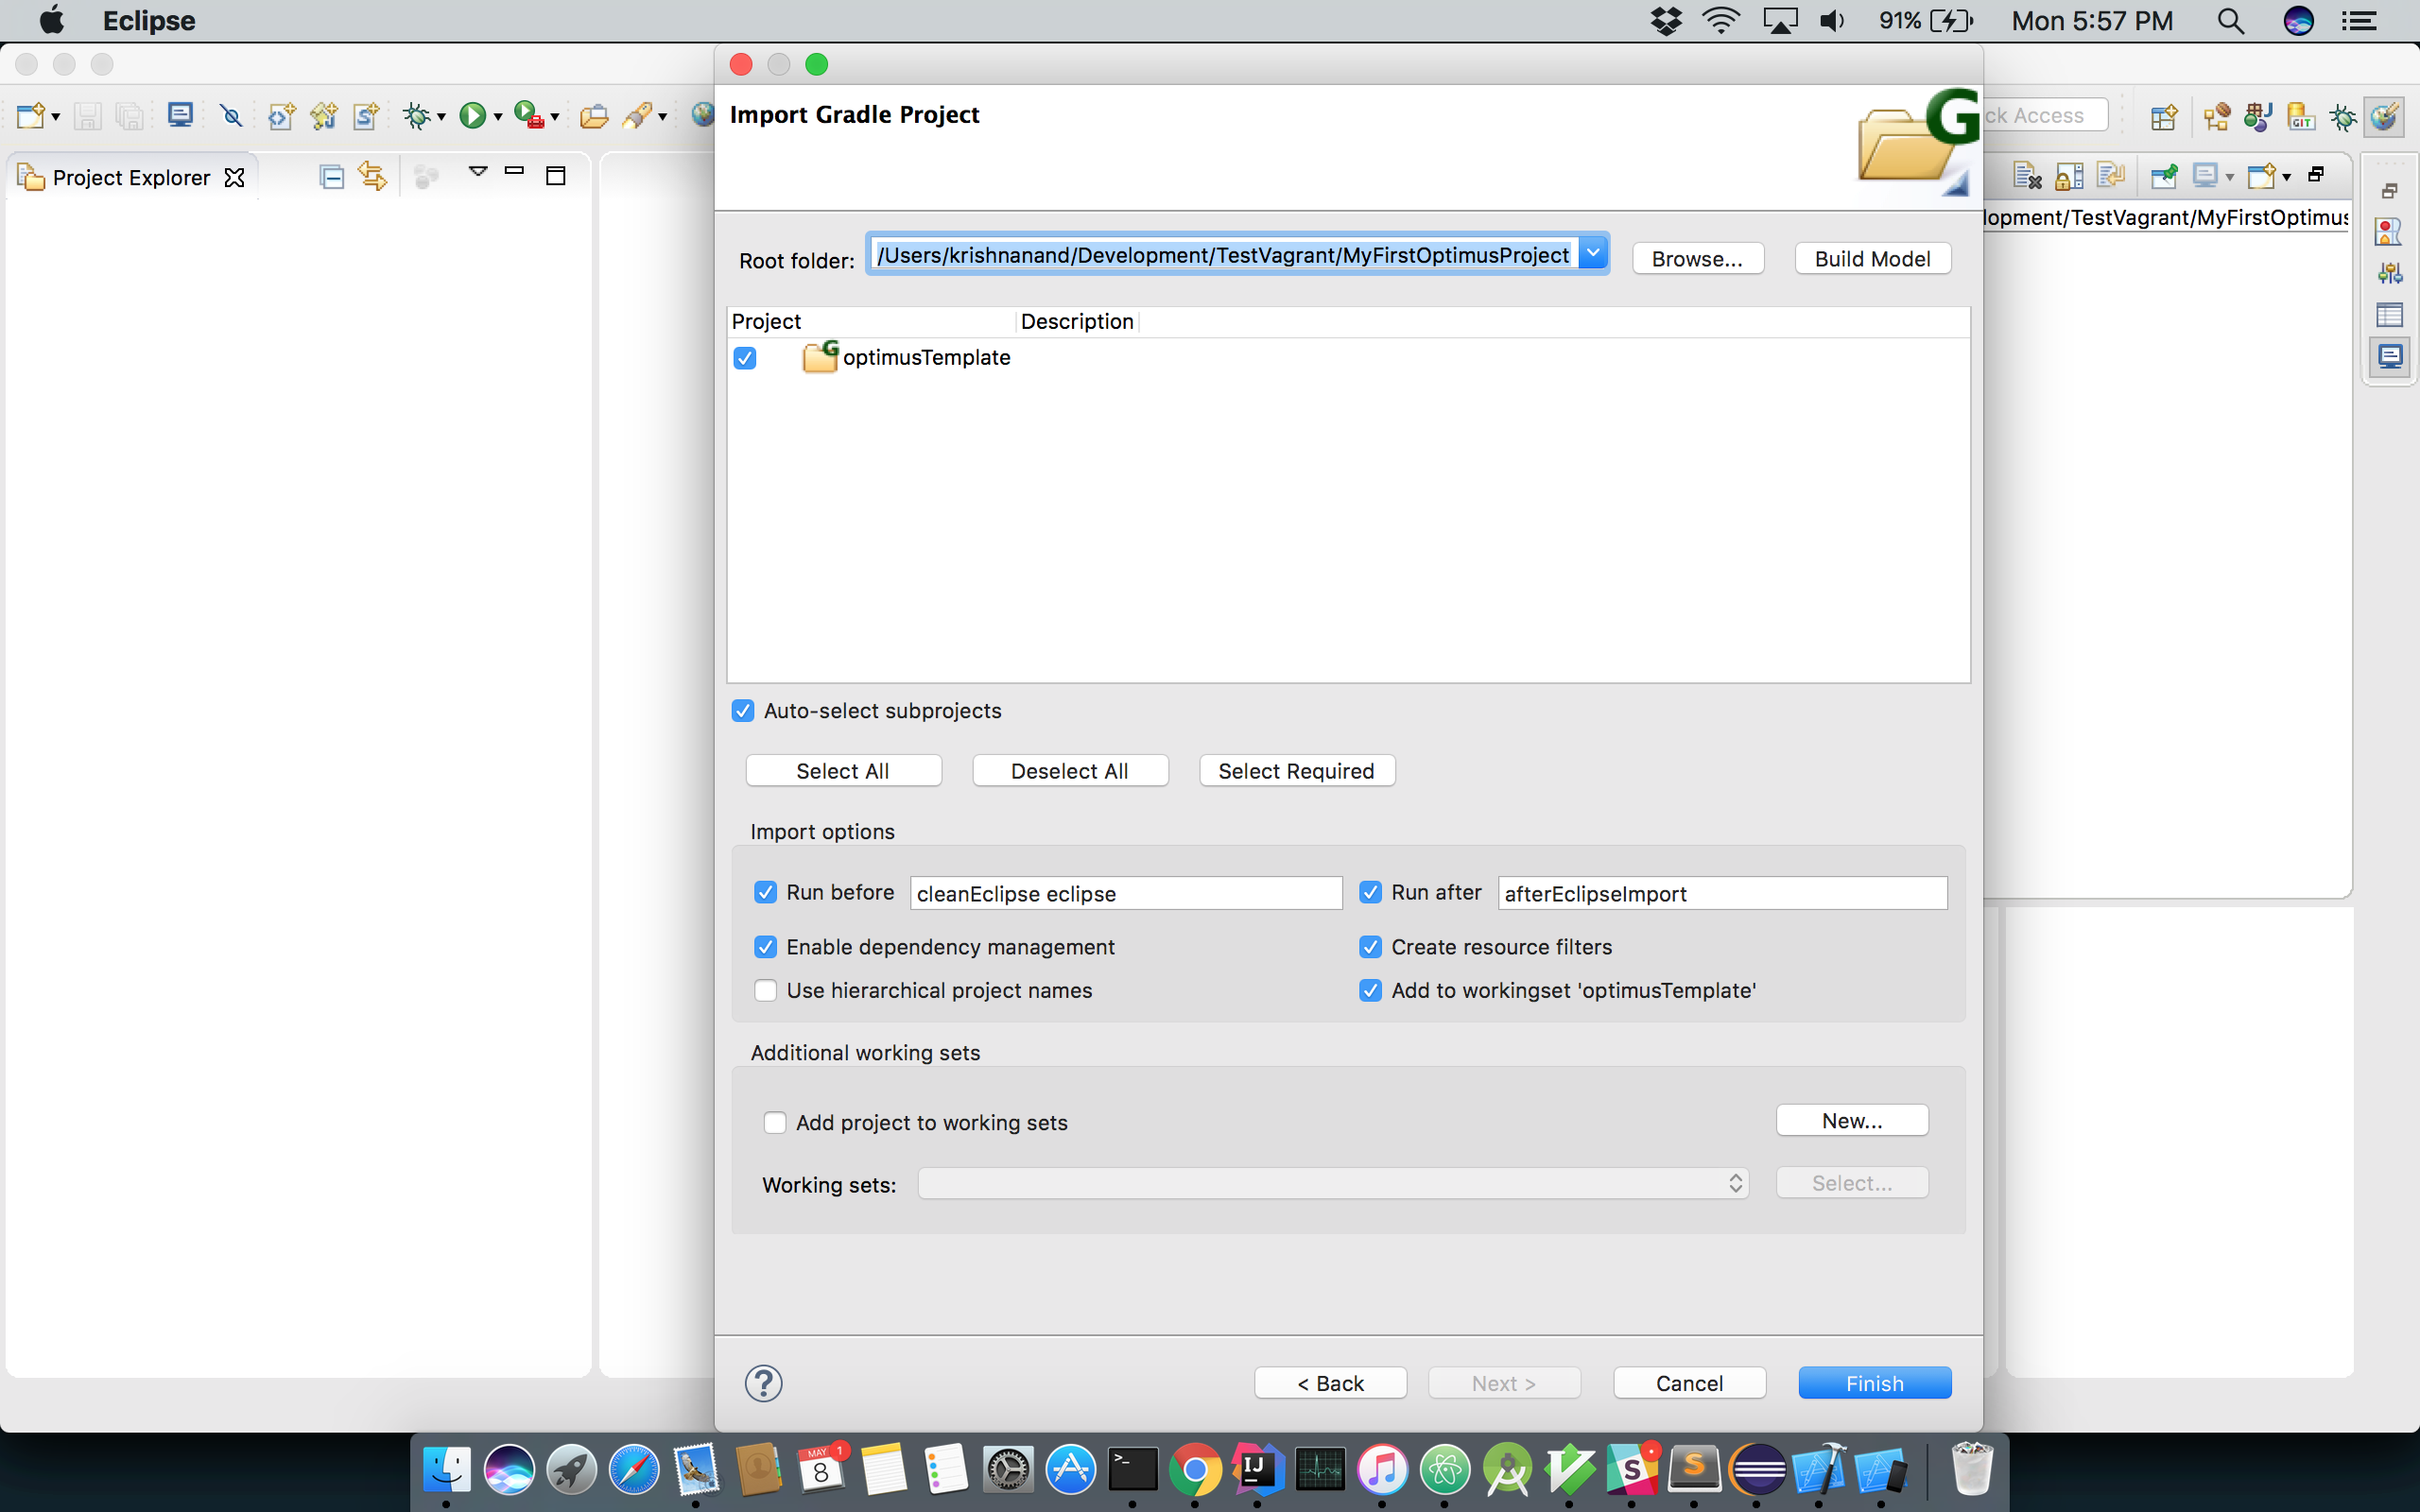 Eclipse 91% Mon 5:57 PM
Import Gradle Project
ck Access
GIT
Project Explorer
lopment/TestVagrant/MyFirstOptimus
Root folder: /Users/krishnanand/Development/TestVagrant/MyFirstOptimusProject Browse... Build Model
Project Description
optimusTemplate
Auto-select subprojects
Select All Deselect All Select Required
Import options
Run before cleanEclipse eclipse Run after afterEclipseImport
Enable dependency management Create resource filters
Use hierarchical project names Add to workingset 'optimusTemplate'
Additional working sets
Add project to working sets New...
Working sets: Select...
? < Back Next > Cancel Finish
MAY 8 1
IJ
S
S